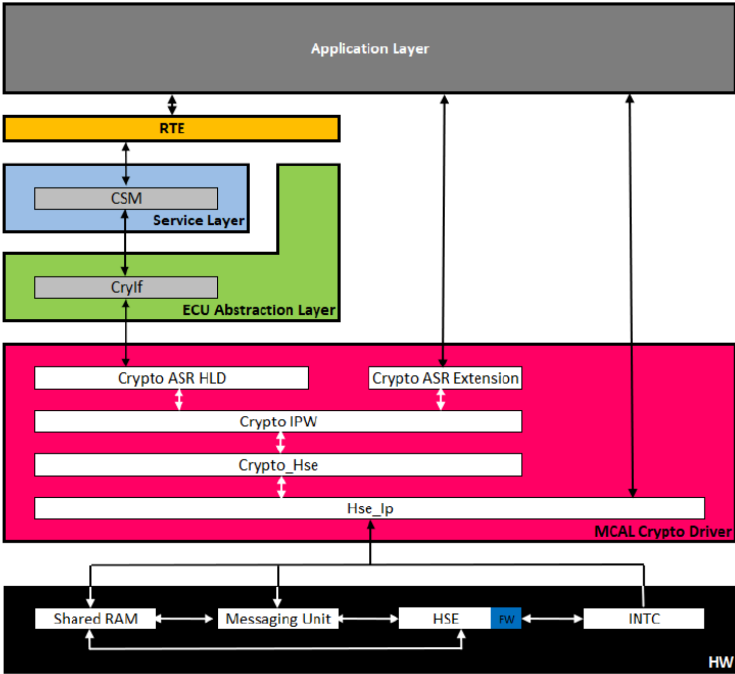 Application Layer
RTE
CSM
Service Layer
CryIf
ECU Abstraction Layer
Crypto ASR HLD
Crypto ASR Extension
Crypto IPW
Crypto_Hse
Hse_Ip
MCAL Crypto Driver
Shared RAM
Messaging Unit
HSE
FW
INTC
HW